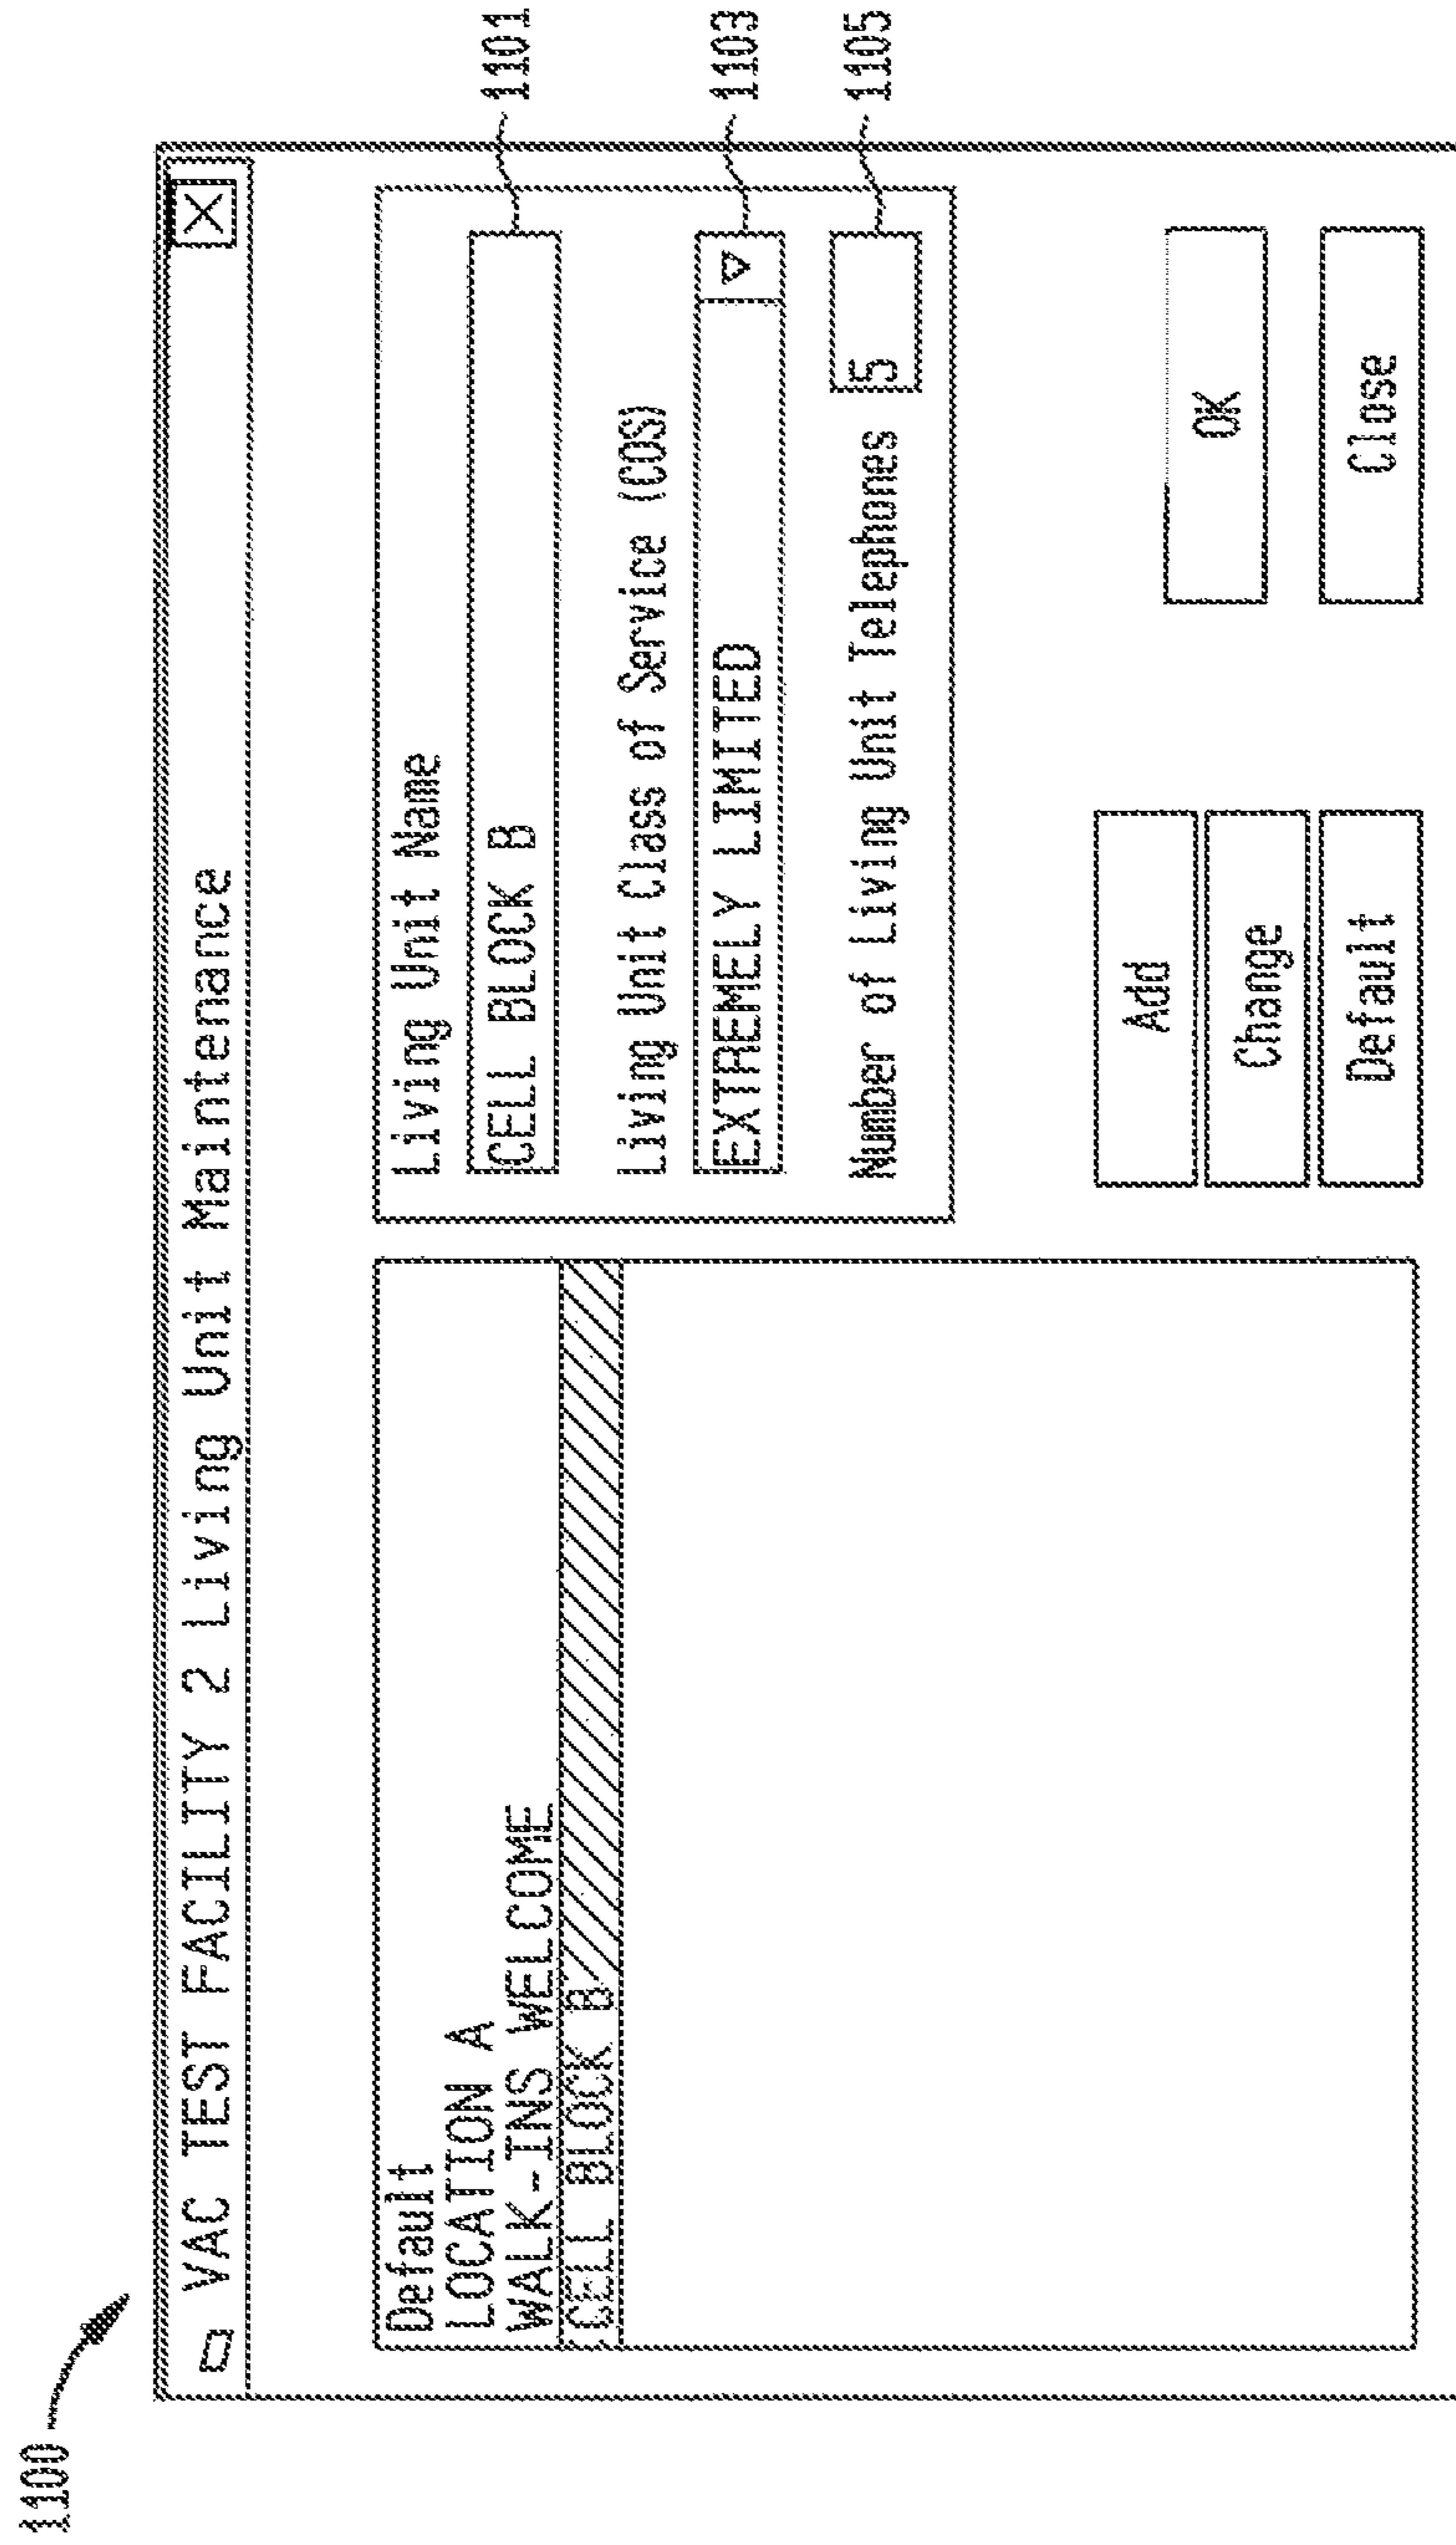 1100
VAC TEST FACILITY 2 Living Unit Maintenance
Default
LOCATION A
WALK-INS WELCOME
CELL BLOCK B
Living Unit Name
CELL BLOCK B
1101
Living Unit Class of Service (COS)
EXTREMELY LIMITED
1103
Number of Living Unit Telephones 5
1105
Add
Change
Default
OK
Close